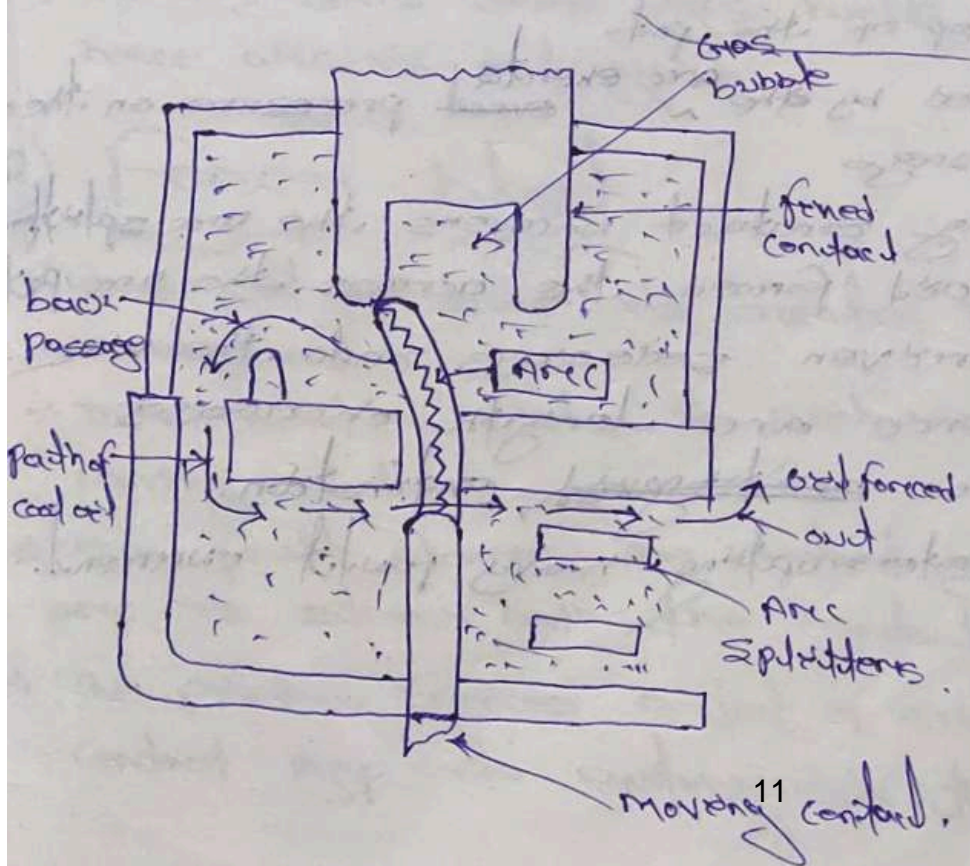 Gas
bubble
fixed
contact
back
passage
Arc
path of
cool oil
oil forced
out
Arc
Splitters.
moving contact.
11